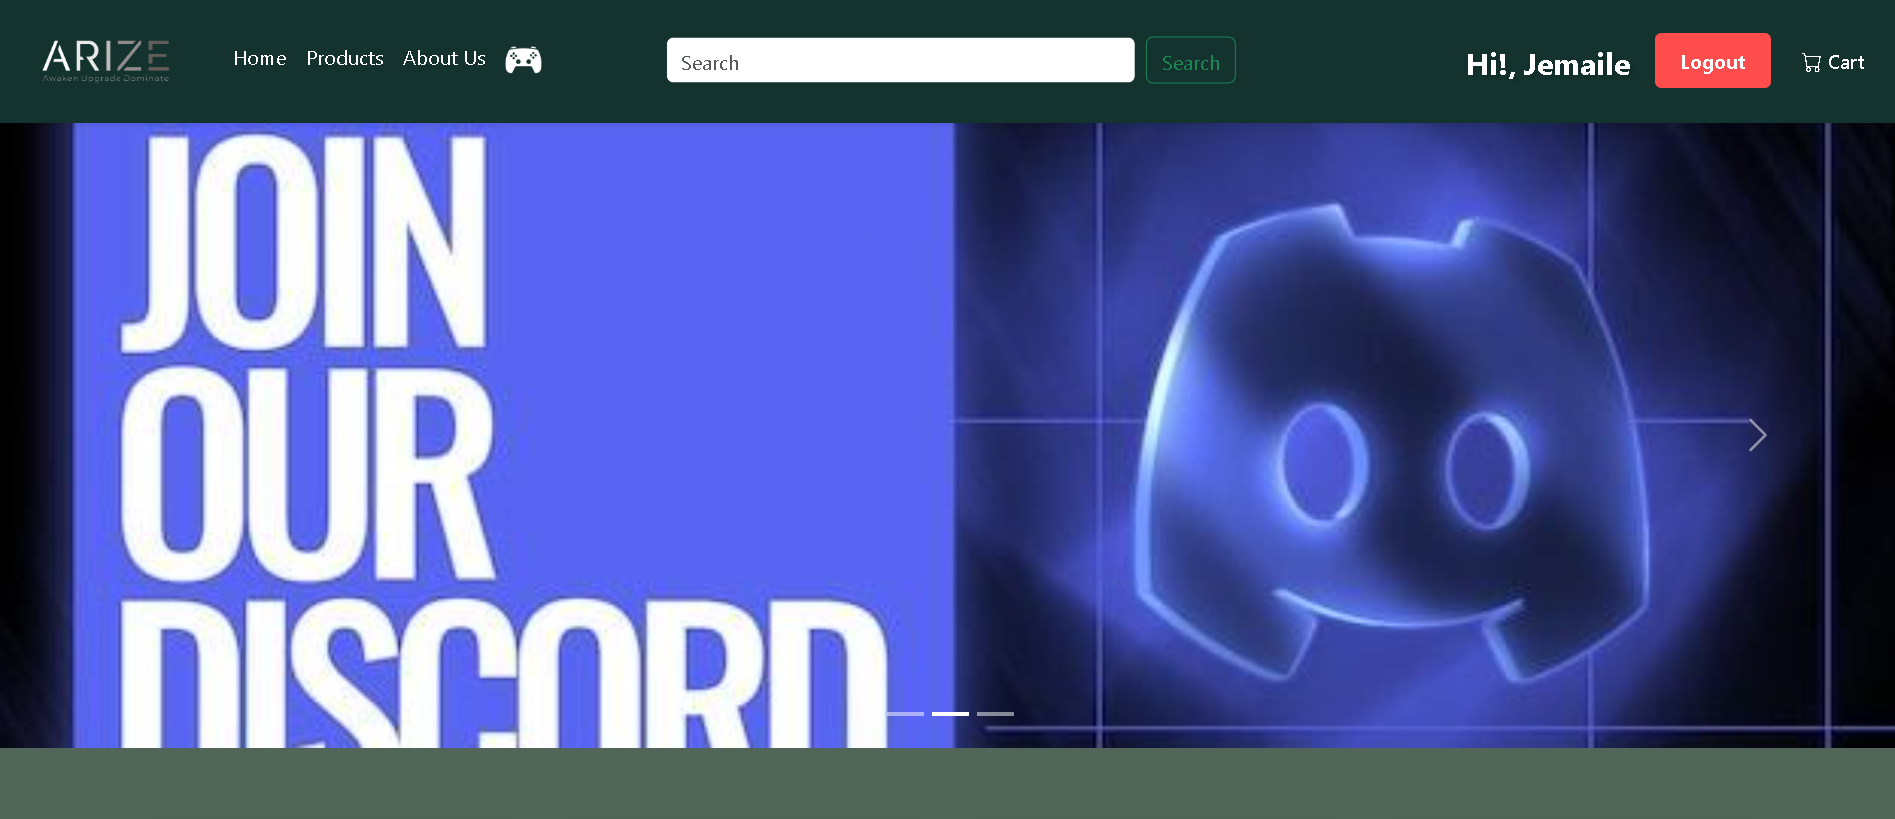 ARIZE
Awaken Upgrade Dominate
Home Products About Us
Search
Search
Hi!, Jemaile
Logout
Cart
JOIN
OUR
DISCORD